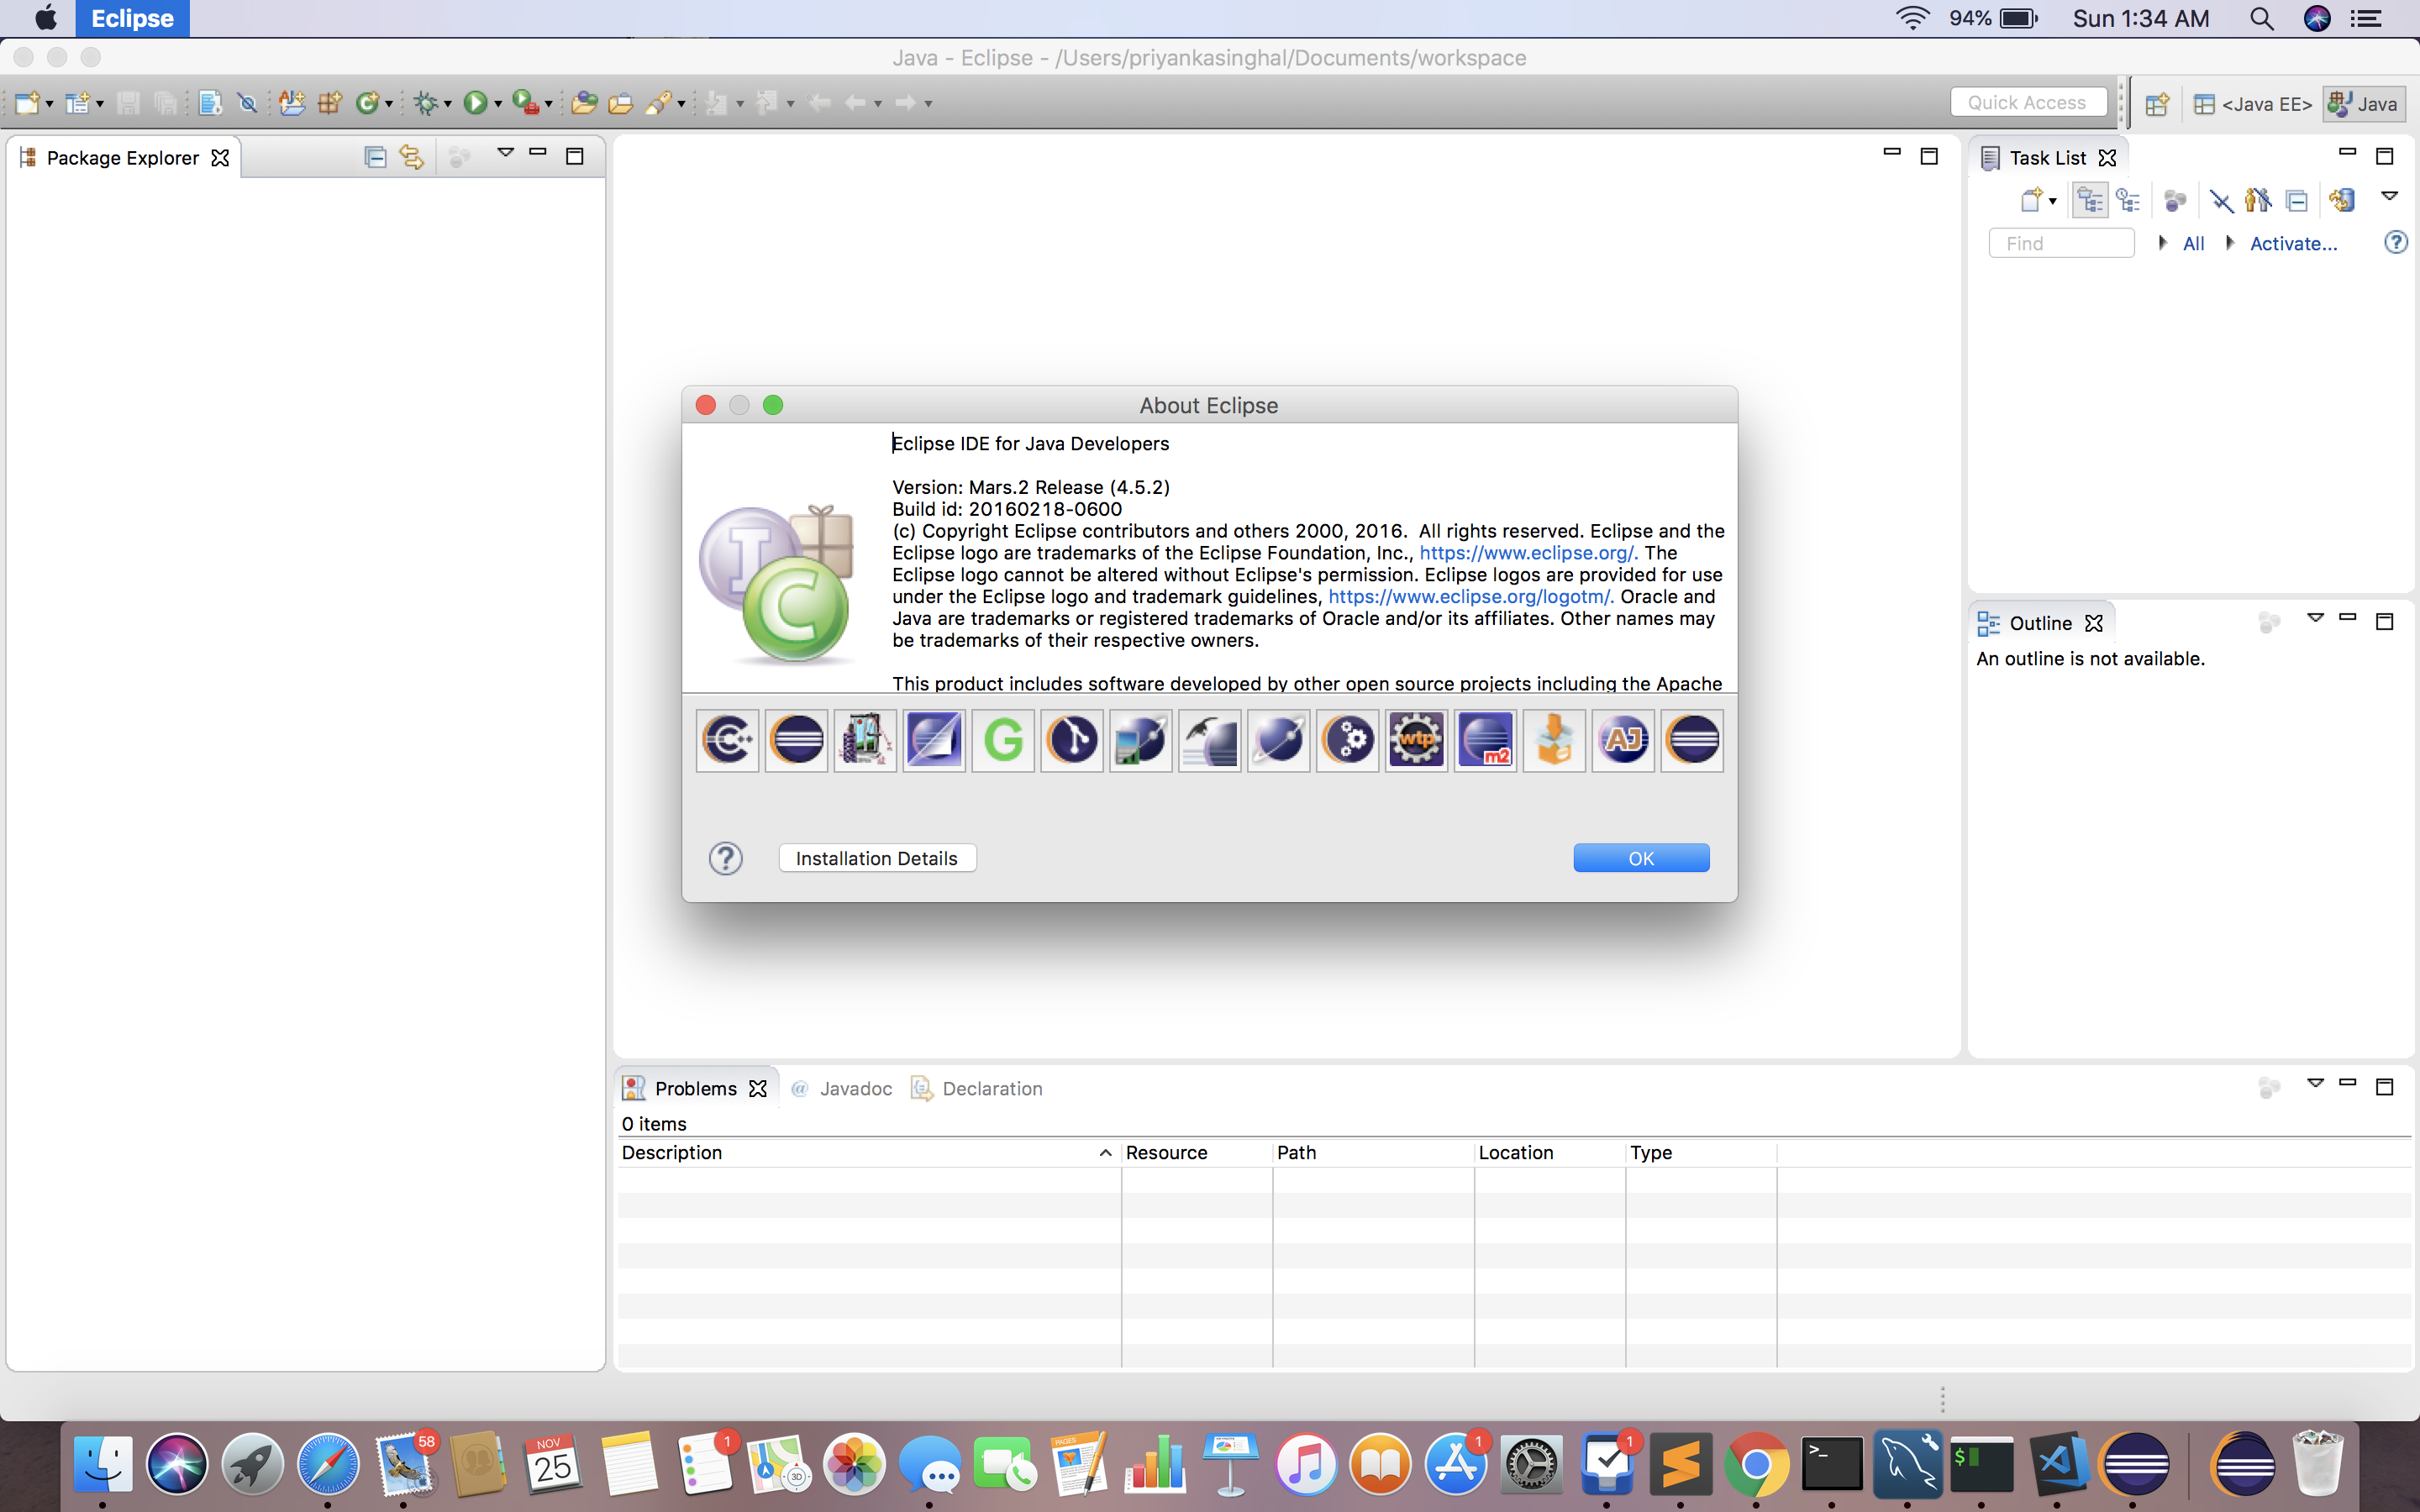 Eclipse
94%
Sun 1:34 AM
Java - Eclipse - /Users/priyankasinghal/Documents/workspace
Quick Access
<Java EE>
Java
Package Explorer
Task List
Find
All
Activate...
?
About Eclipse
Eclipse IDE for Java Developers
Version: Mars.2 Release (4.5.2)
Build id: 20160218-0600
(c) Copyright Eclipse contributors and others 2000, 2016.  All rights reserved. Eclipse and the
Eclipse logo are trademarks of the Eclipse Foundation, Inc., https://www.eclipse.org/. The
Eclipse logo cannot be altered without Eclipse's permission. Eclipse logos are provided for use
under the Eclipse logo and trademark guidelines, https://www.eclipse.org/logotm/. Oracle and
Java are trademarks or registered trademarks of Oracle and/or its affiliates. Other names may
be trademarks of their respective owners.
This product includes software developed by other open source projects including the Apache
I
C
C++
G
wtp
m2
AJ
?
Installation Details
OK
Outline
An outline is not available.
Problems
@ Javadoc
Declaration
0 items
Description
Resource
Path
Location
Type
58
NOV
25
1
3D
PAGES
1
1
>_
$